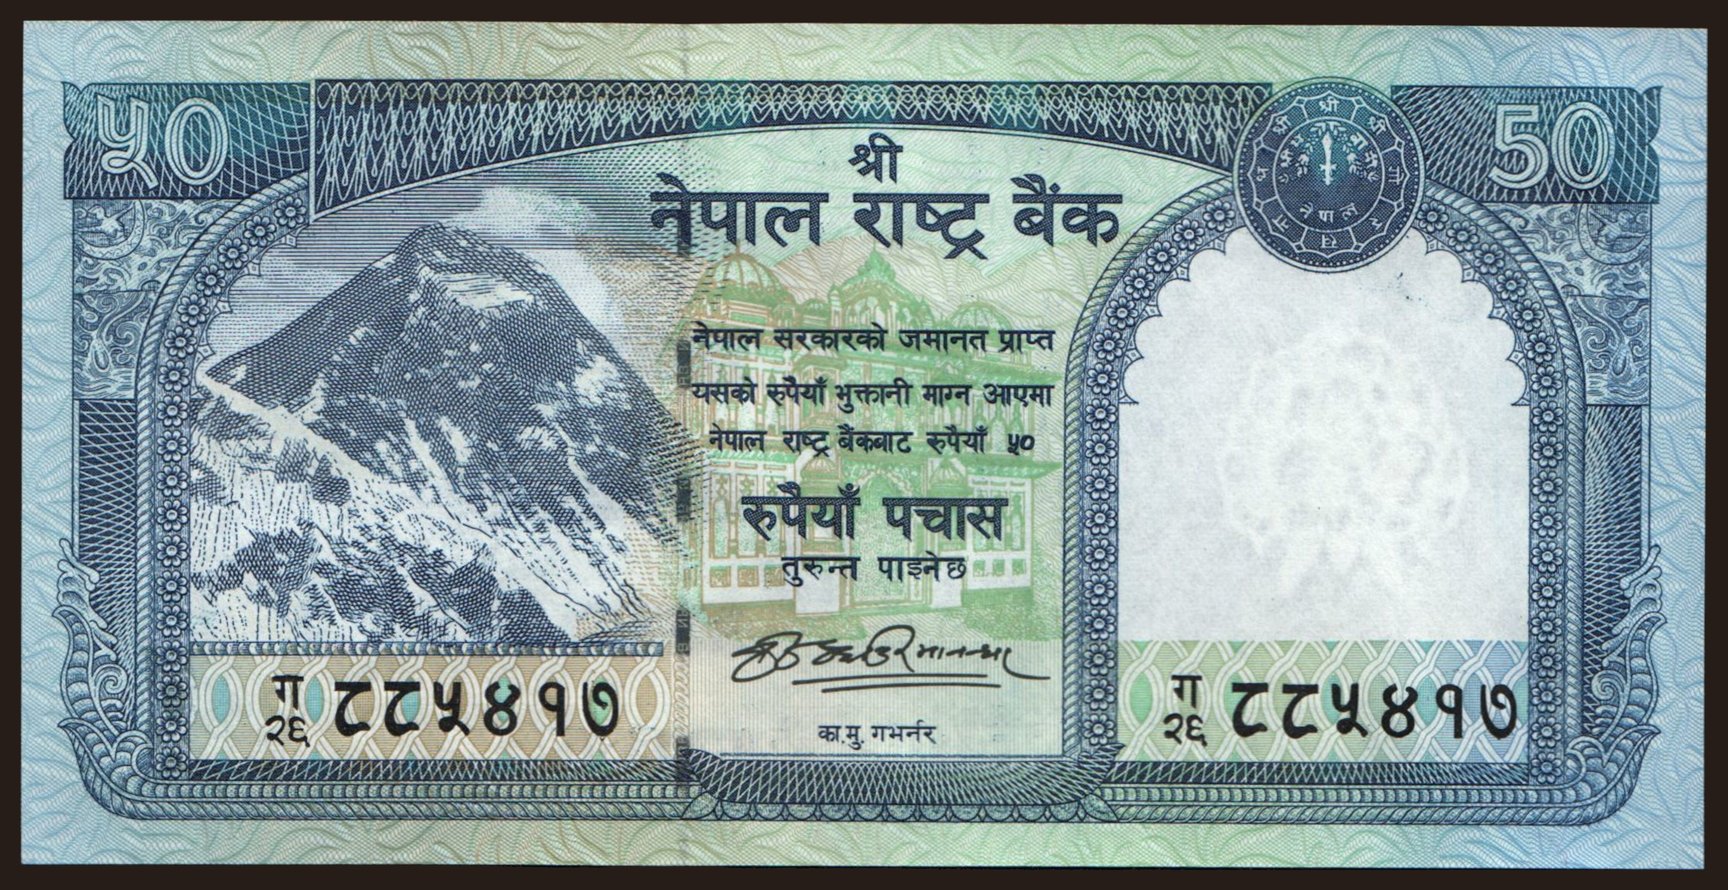 ५०
50
श्री
नेपाल राष्ट्र बैंक
नेपाल सरकारको जमानत प्राप्त
यसको रुपैयाँ भुक्तानी माग्न आएमा
नेपाल राष्ट्र बैंकबाट रुपैयाँ ५०
रुपैयाँ पचास
तुरुन्त पाइनेछ
का.मु. गभर्नर
ग
२६ ८८५४१७
ग
२६ ८८५४१७